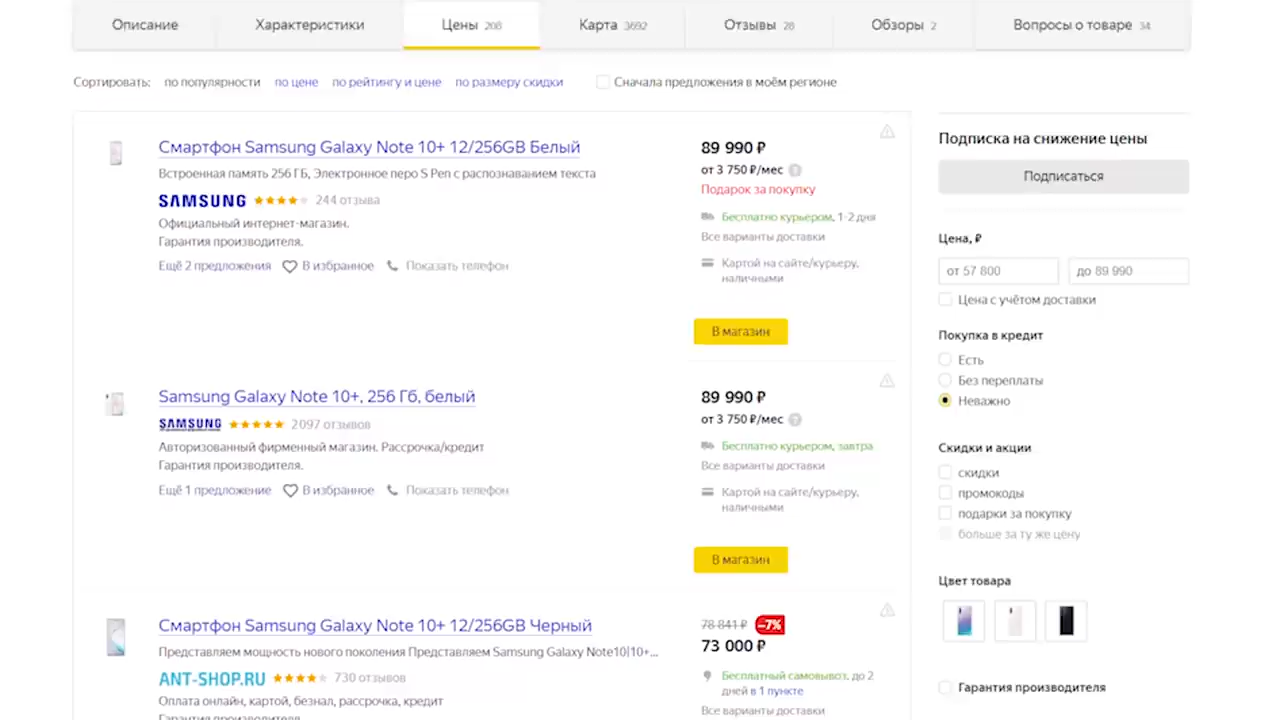 Описание Характеристики Цены 208 Карта 3692 Отзывы 28 Обзоры 2 Вопросы о товаре 34
Сортировать: по популярности по цене по рейтингу и цене по размеру скидки Сначала предложения в моём регионе
Смартфон Samsung Galaxy Note 10+ 12/256GB Белый
Встроенная память 256 ГБ, Электронное перо S Pen с распознаванием текста
SAMSUNG 244 отзыва
Официальный интернет-магазин.
Гарантия производителя.
Ещё 2 предложения В избранное Показать телефон
89 990 ₽
от 3 750 ₽/мес ?
Подарок за покупку
Бесплатно курьером, 1-2 дня
Все варианты доставки
Картой на сайте/курьеру,
наличными
В магазин
Samsung Galaxy Note 10+, 256 Гб, белый
SAMSUNG 2097 отзывов
Авторизованный фирменный магазин. Рассрочка/кредит
Гарантия производителя.
Ещё 1 предложение В избранное Показать телефон
89 990 ₽
от 3 750 ₽/мес ?
Бесплатно курьером, завтра
Все варианты доставки
Картой на сайте/курьеру,
наличными
В магазин
Смартфон Samsung Galaxy Note 10+ 12/256GB Черный
Представляем мощность нового поколения Представляем Samsung Galaxy Note10|10+...
ANT-SHOP.RU 730 отзывов
Оплата онлайн, картой, безнал, рассрочка, кредит
Гарантия производителя.
78 841 ₽ -7%
73 000 ₽
Бесплатный самовывоз, до 2
дней в 1 пункте
Все варианты доставки
Подписка на снижение цены
Подписаться
Цена, ₽
от 57 800 до 89 990
Цена с учётом доставки
Покупка в кредит
Есть
Без переплаты
Неважно
Скидки и акции
скидки
промокоды
подарки за покупку
больше за ту же цену
Цвет товара
Гарантия производителя